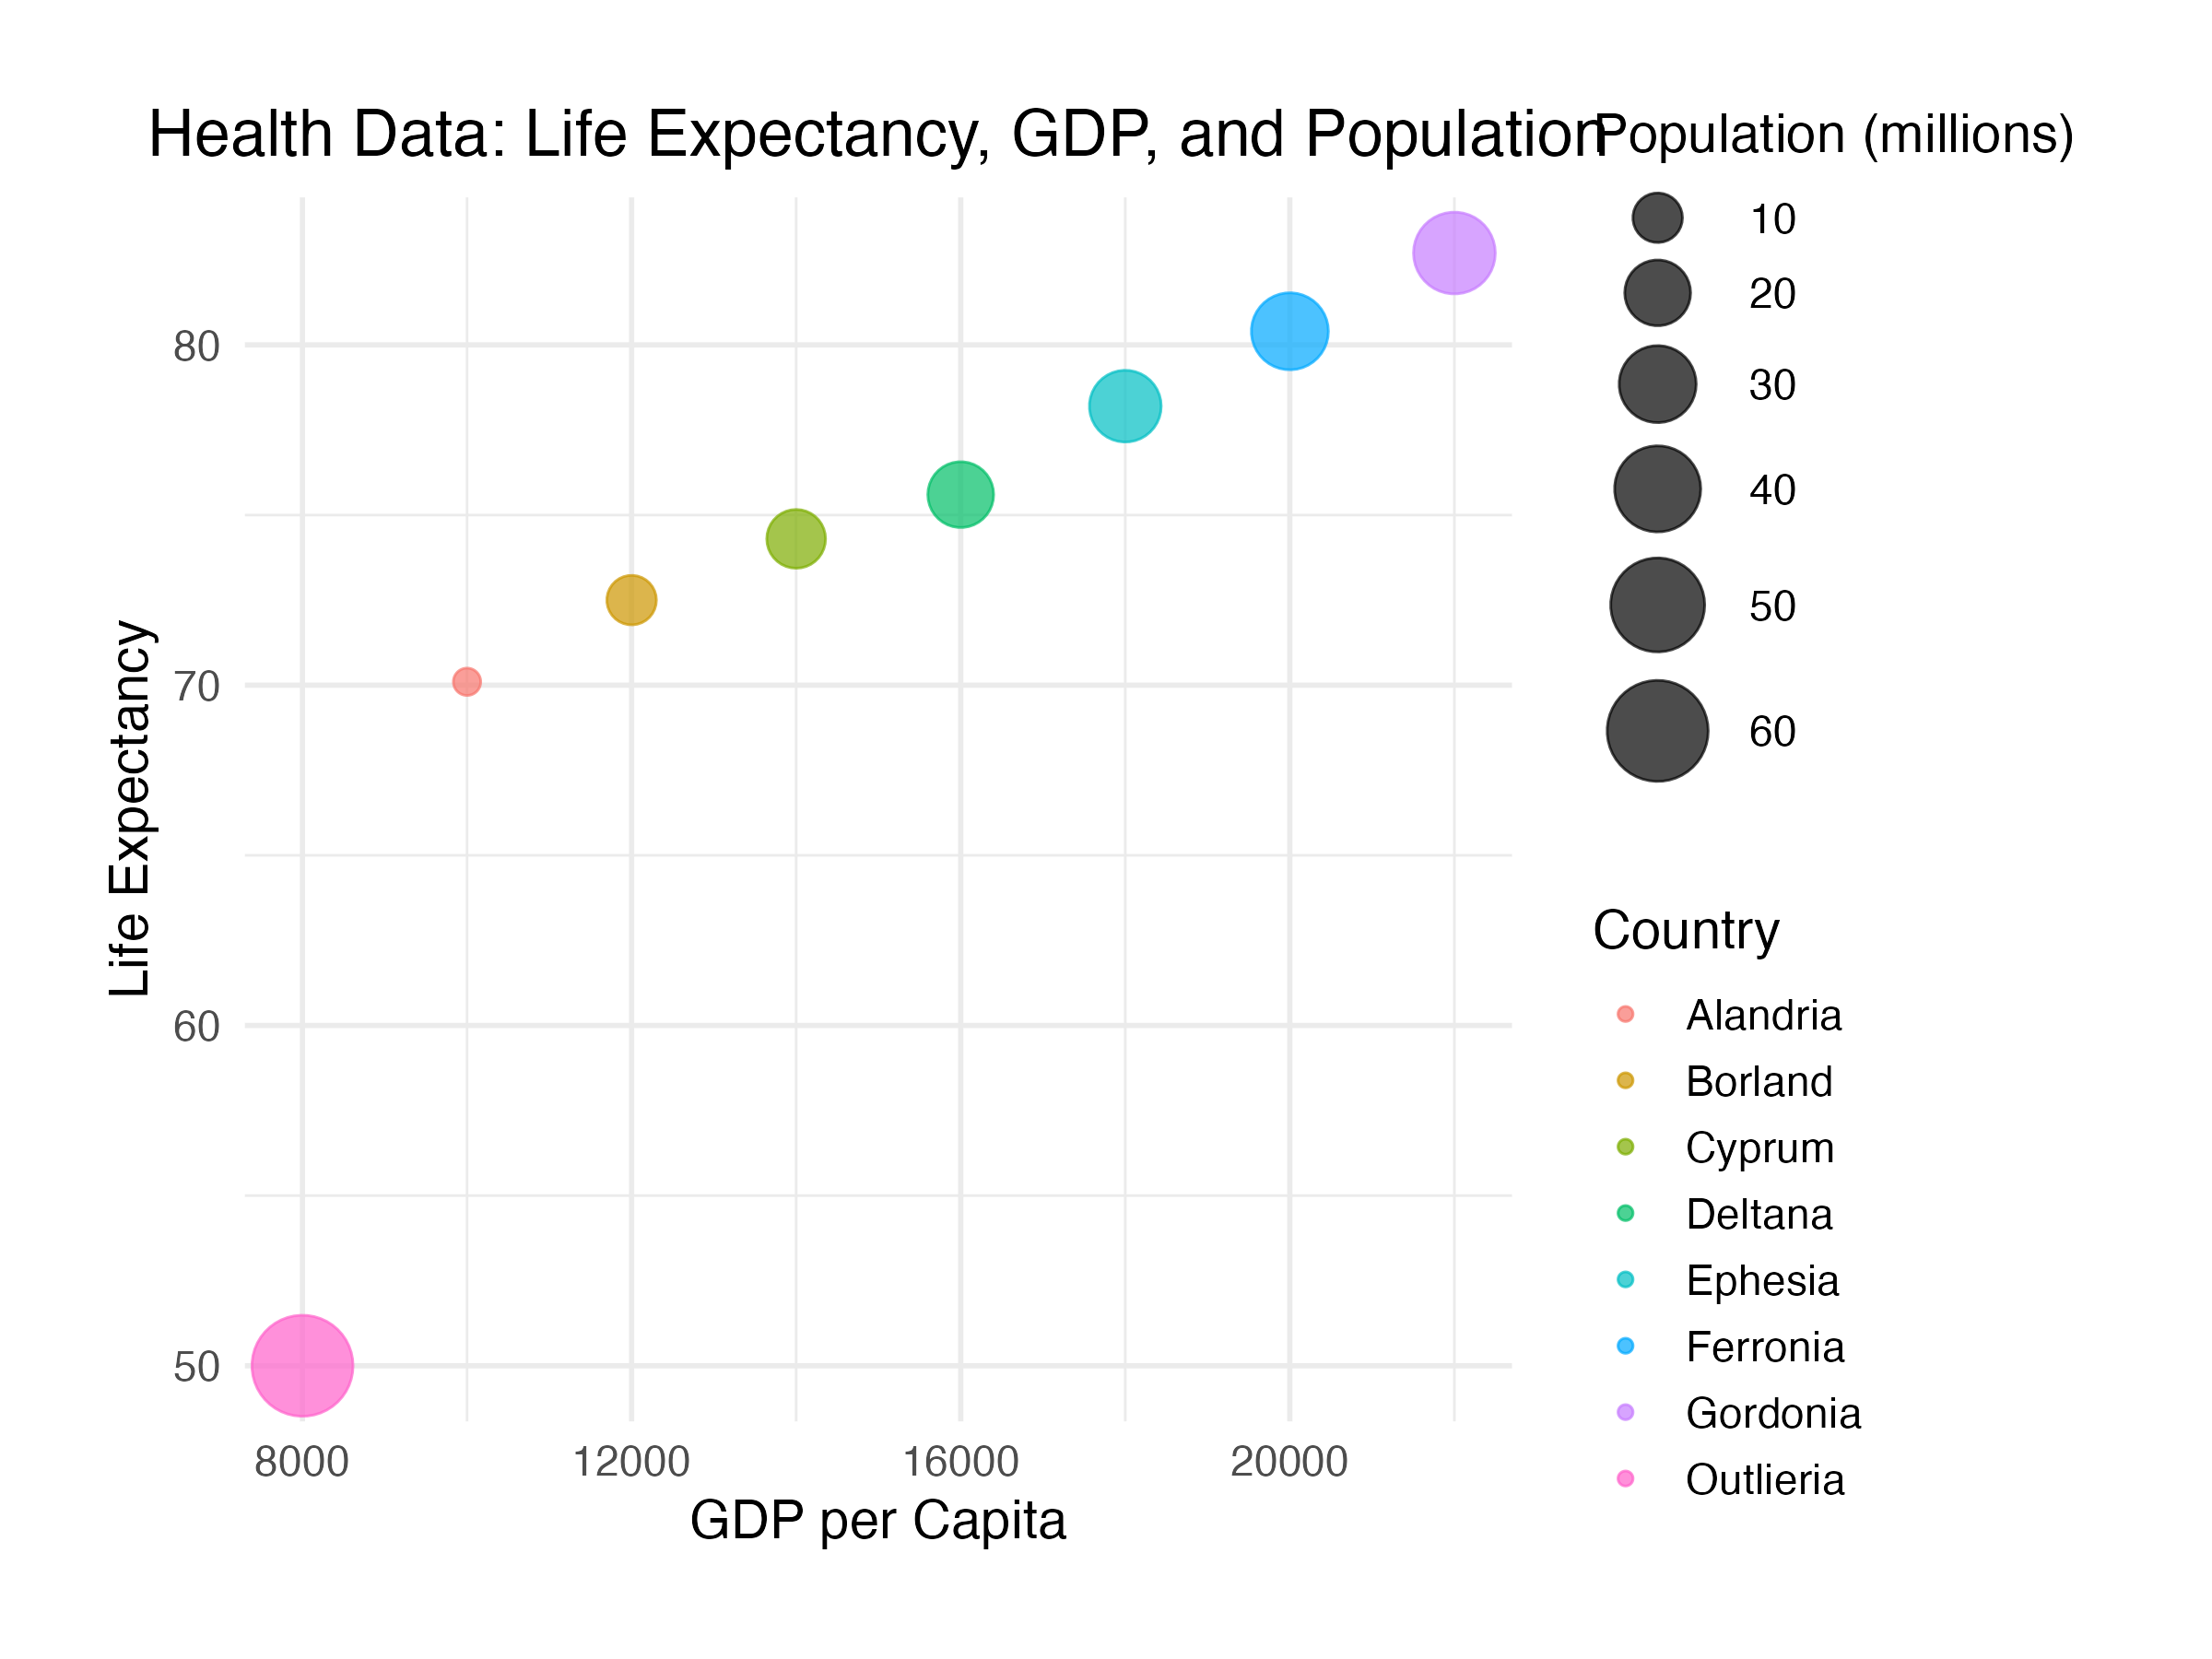 Health Data: Life Expectancy, GDP, and Population
Population (millions)
10
20
30
40
50
60
Country
Alandria
Borland
Cyprum
Deltana
Ephesia
Ferronia
Gordonia
Outlieria
Life Expectancy
80
70
60
50
8000 12000 16000 20000
GDP per Capita